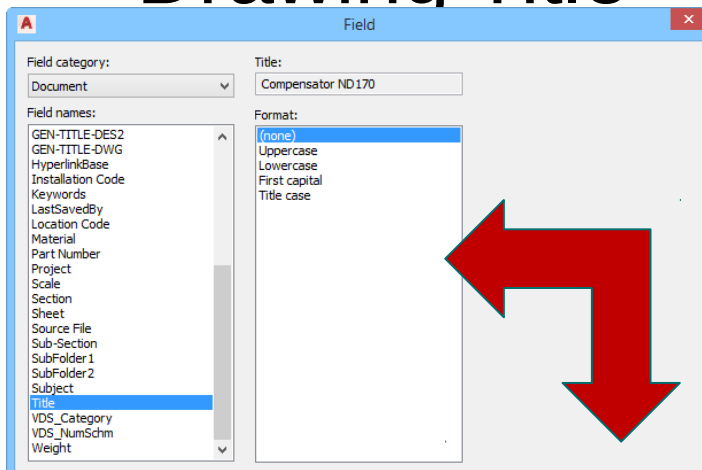 Drawing Title
A Field ×
Field category: Title:
Document Compensator ND170
Field names: Format:
GEN-TITLE-DES2
GEN-TITLE-DWG
HyperlinkBase
Installation Code
Keywords
LastSavedBy
Location Code
Material
Part Number
Project
Scale
Section
Sheet
Source File
Sub-Section
SubFolder1
SubFolder2
Subject
Title
VDS_Category
VDS_NumSchm
Weight
(none)
Uppercase
Lowercase
First capital
Title case